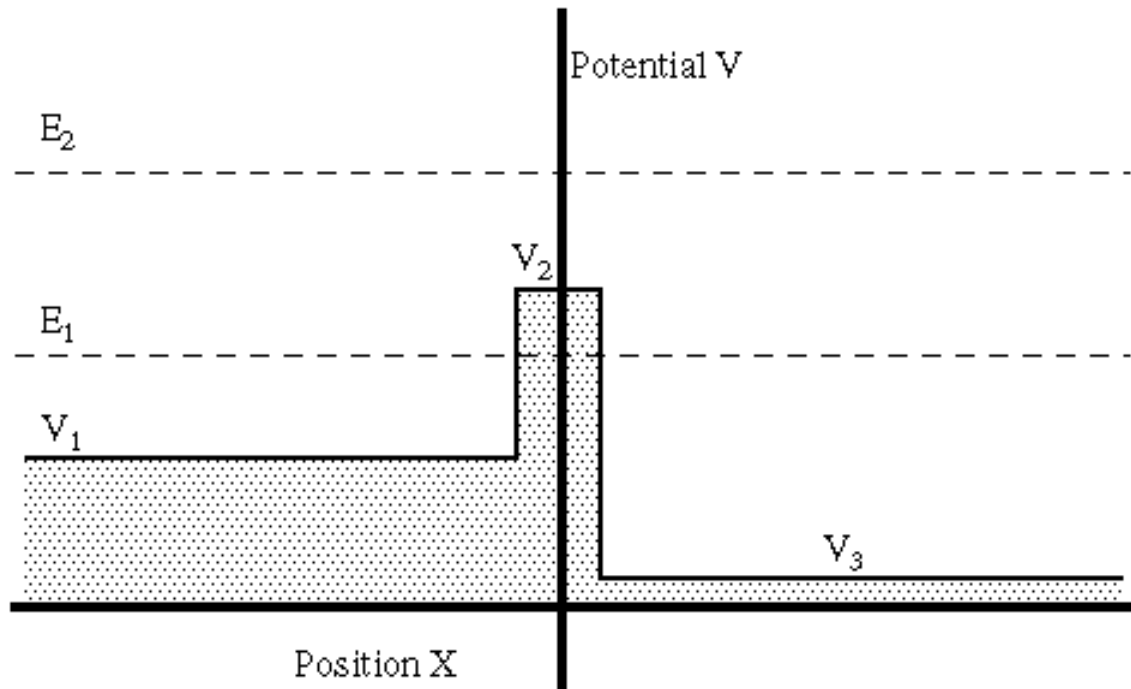 Potential V
E₂
V₂
E₁
V₁
V₃
Position X